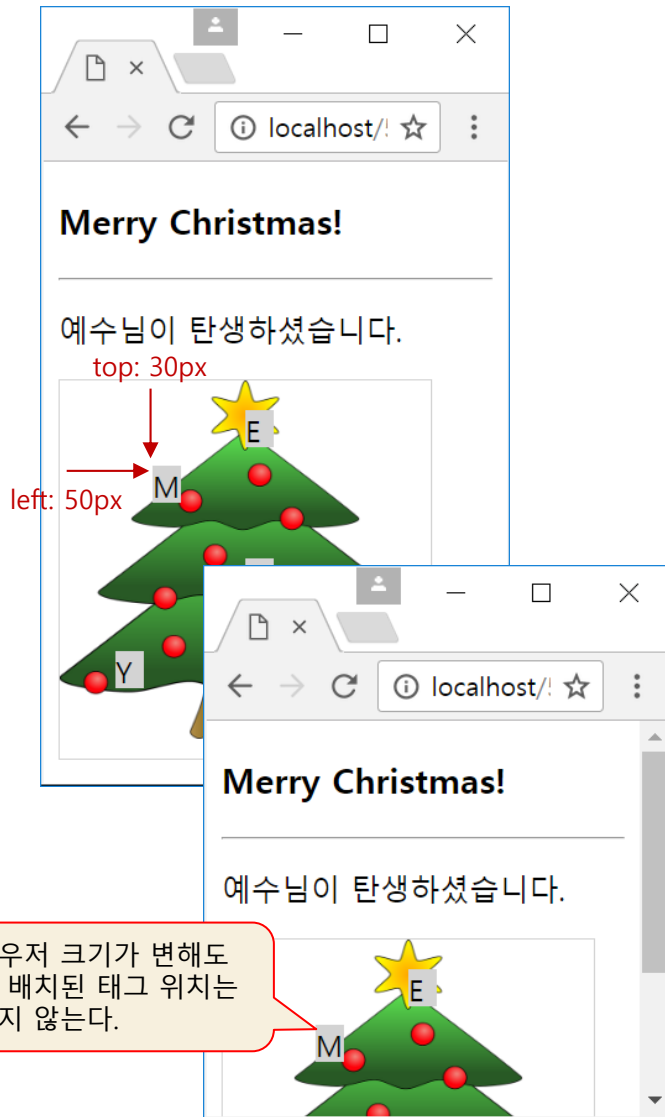 localhost/
Merry Christmas!
예수님이 탄생하셨습니다.
top: 30px
E
M
left: 50px
Y
localhost/
Merry Christmas!
예수님이 탄생하셨습니다.
E
M
우저 크기가 변해도
배치된 태그 위치는
지 않는다.